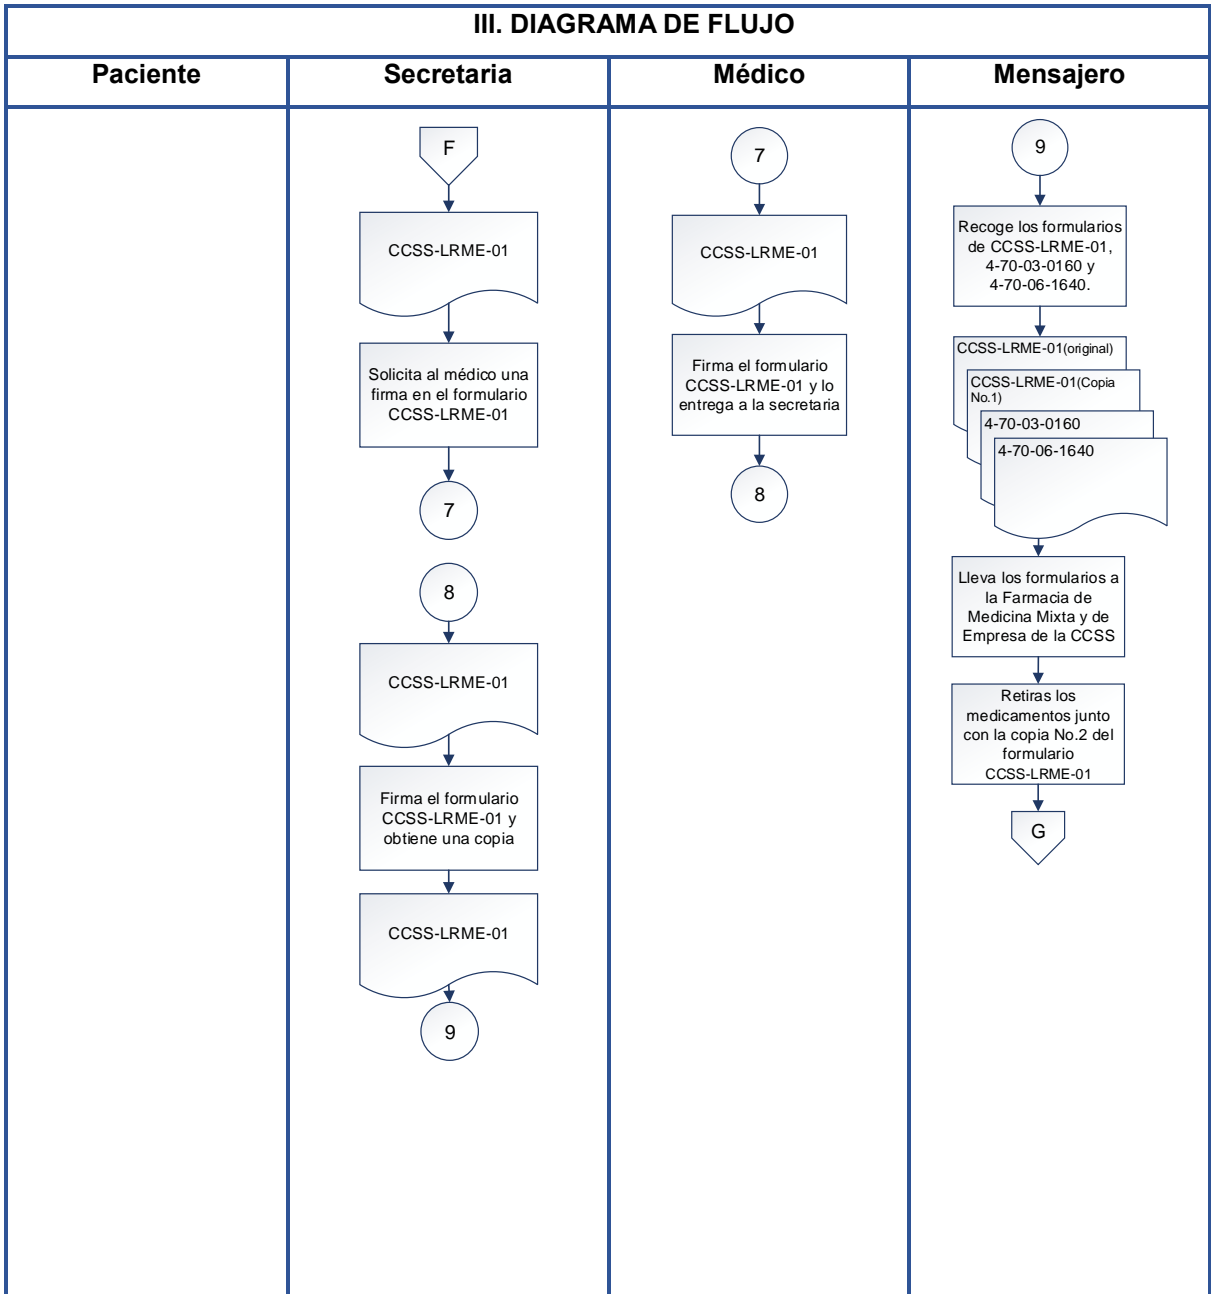 III. DIAGRAMA DE FLUJO
Paciente
Secretaria
Médico
Mensajero
F
CCSS-LRME-01
Solicita al médico una
firma en el formulario
CCSS-LRME-01
7
8
CCSS-LRME-01
Firma el formulario
CCSS-LRME-01 y
obtiene una copia
CCSS-LRME-01
9
7
CCSS-LRME-01
Firma el formulario
CCSS-LRME-01 y lo
entrega a la secretaria
8
9
Recoge los formularios
de CCSS-LRME-01,
4-70-03-0160 y
4-70-06-1640.
CCSS-LRME-01(original)
CCSS-LRME-01(Copia
No.1)
4-70-03-0160
4-70-06-1640
Lleva los formularios a
la Farmacia de
Medicina Mixta y de
Empresa de la CCSS
Retiras los
medicamentos junto
con la copia No.2 del
formulario
CCSS-LRME-01
G